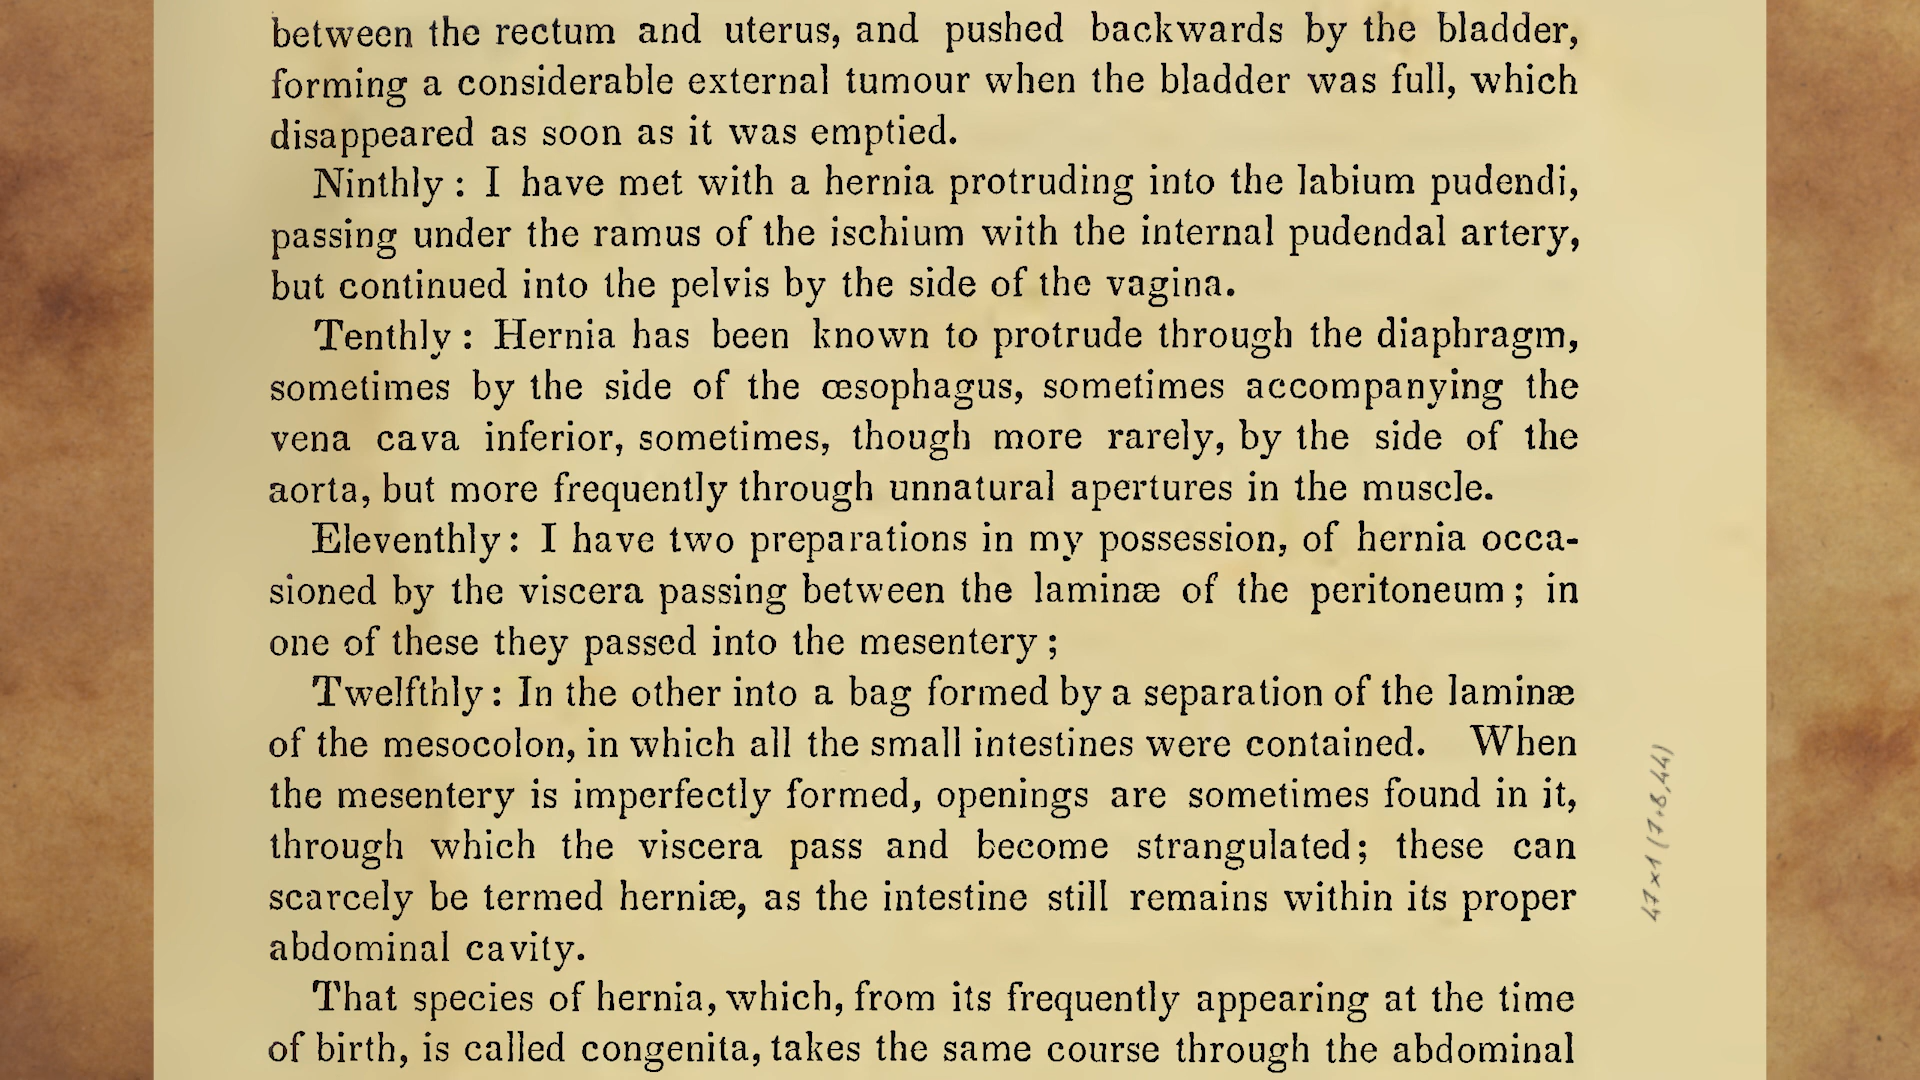 between the rectum and uterus, and pushed backwards by the bladder,
forming a considerable external tumour when the bladder was full, which
disappeared as soon as it was emptied.
Ninthly : I have met with a hernia protruding into the labium pudendi,
passing under the ramus of the ischium with the internal pudendal artery,
but continued into the pelvis by the side of the vagina.
Tenthly : Hernia has been known to protrude through the diaphragm,
sometimes by the side of the œsophagus, sometimes accompanying the
vena cava inferior, sometimes, though more rarely, by the side of the
aorta, but more frequently through unnatural apertures in the muscle.
Eleventhly : I have two preparations in my possession, of hernia occa-
sioned by the viscera passing between the laminæ of the peritoneum ; in
one of these they passed into the mesentery ;
Twelfthly : In the other into a bag formed by a separation of the laminæ
of the mesocolon, in which all the small intestines were contained. When
the mesentery is imperfectly formed, openings are sometimes found in it,
through which the viscera pass and become strangulated ; these can
scarcely be termed herniæ, as the intestine still remains within its proper
abdominal cavity.
That species of hernia, which, from its frequently appearing at the time
of birth, is called congenita, takes the same course through the abdominal